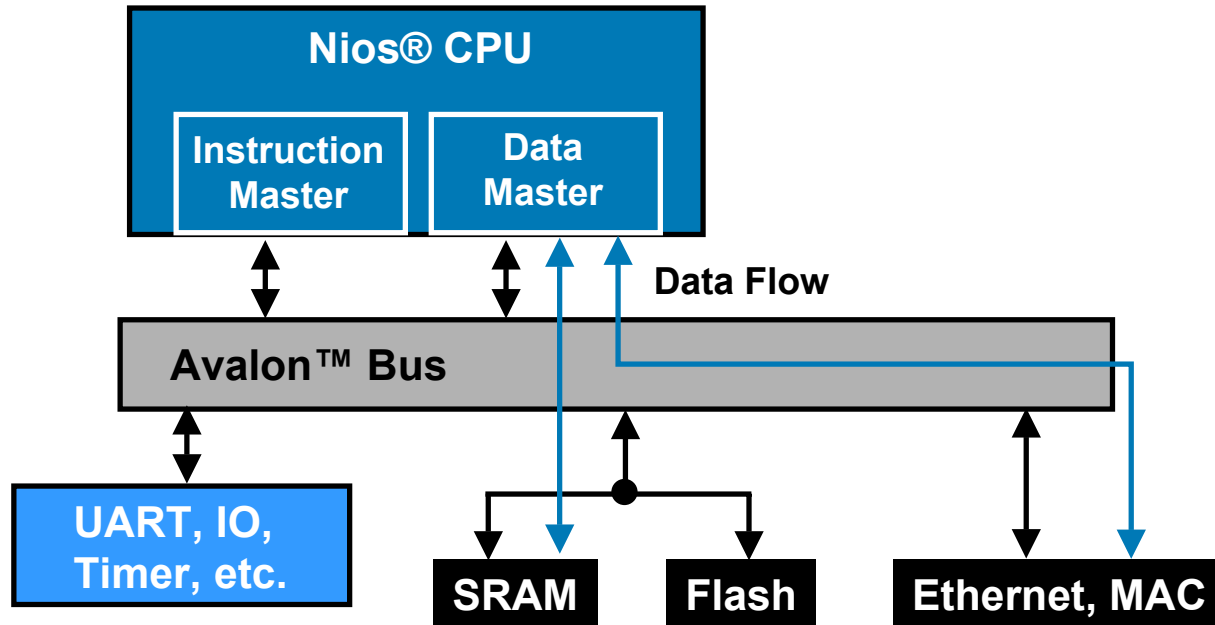 Nios® CPU
Instruction
Master
Data
Master
Data Flow
Avalon™ Bus
UART, IO,
Timer, etc.
SRAM
Flash
Ethernet, MAC